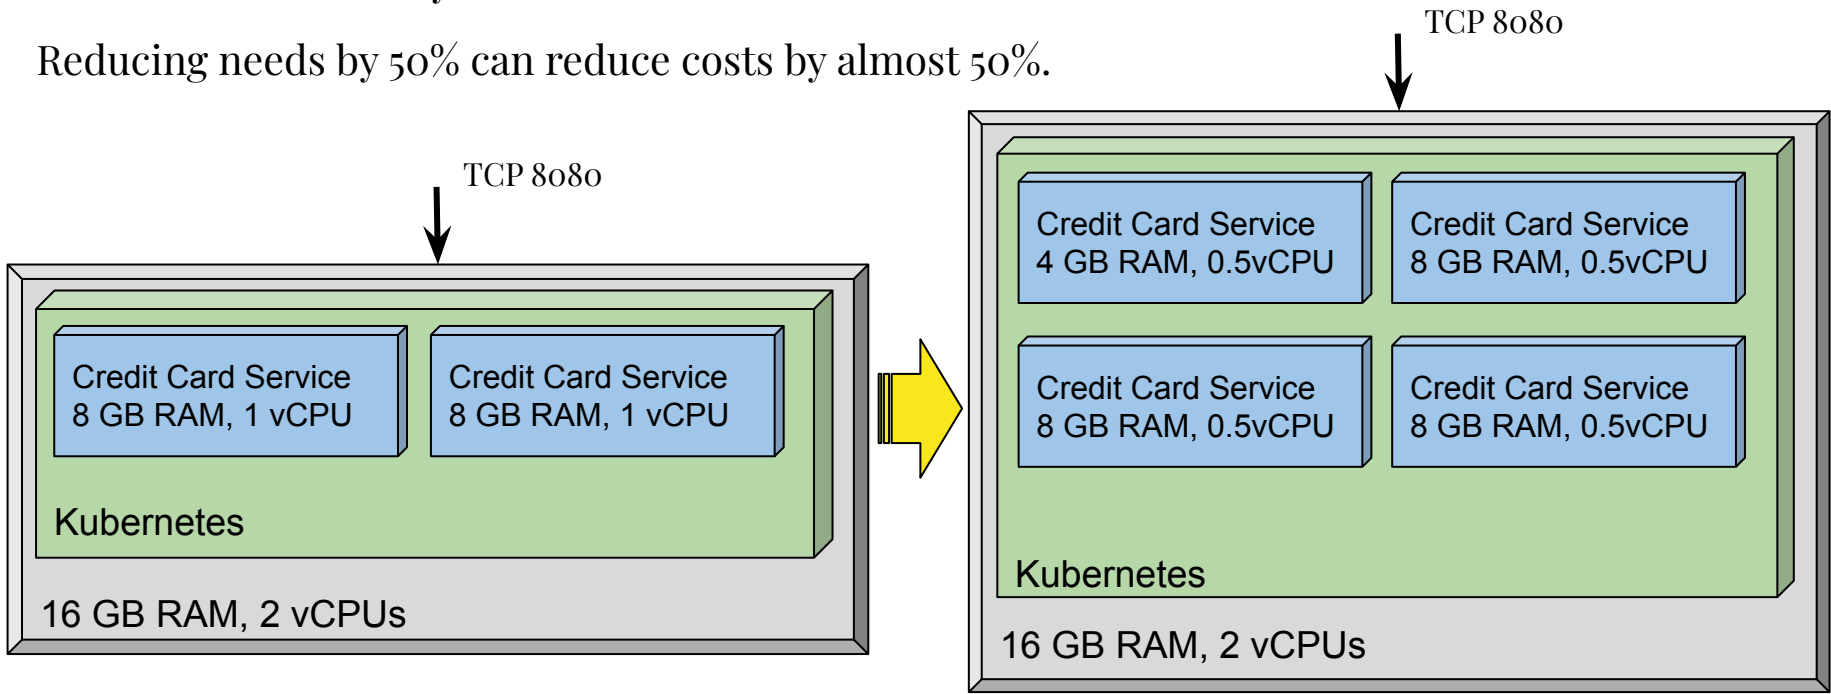 Reducing needs by 50% can reduce costs by almost 50%.
TCP 8080
Credit Card Service
8 GB RAM, 1 vCPU
Credit Card Service
8 GB RAM, 1 vCPU
Kubernetes
16 GB RAM, 2 vCPUs
TCP 8080
Credit Card Service
4 GB RAM, 0.5vCPU
Credit Card Service
8 GB RAM, 0.5vCPU
Credit Card Service
8 GB RAM, 0.5vCPU
Credit Card Service
8 GB RAM, 0.5vCPU
Kubernetes
16 GB RAM, 2 vCPUs